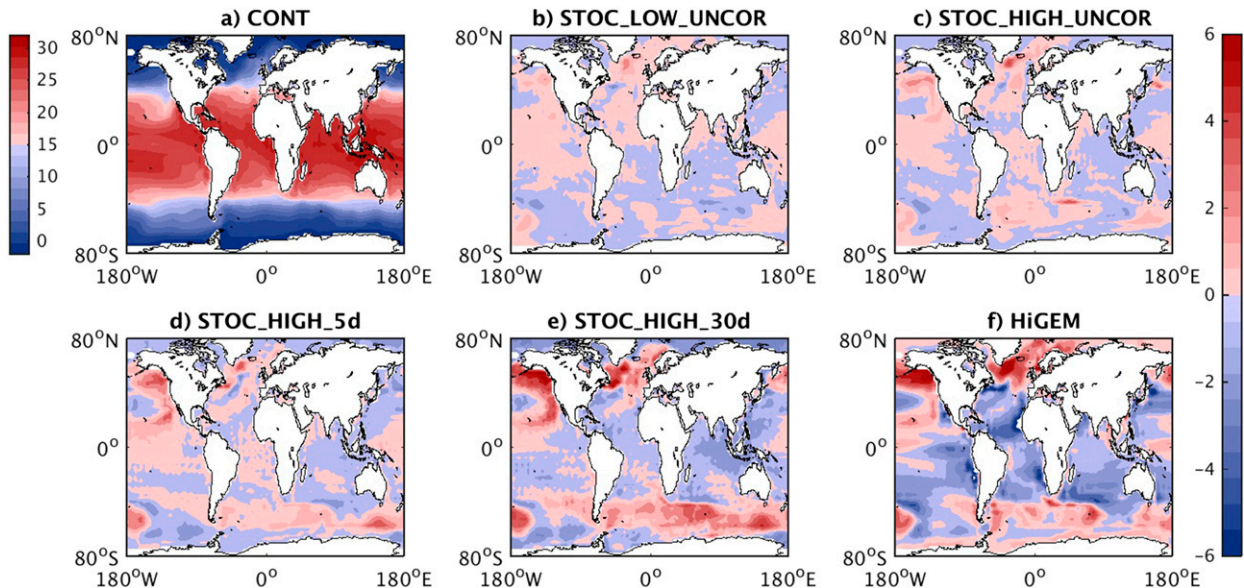 a) CONT
b) STOC_LOW_UNCOR
c) STOC_HIGH_UNCOR
30
25
20
15
10
5
0
80°N
0°
80°S
180°W
0°
180°E
80°N
0°
80°S
180°W
0°
180°E
80°N
0°
80°S
180°W
0°
180°E
6
4
2
0
-2
-4
-6
d) STOC_HIGH_5d
e) STOC_HIGH_30d
f) HiGEM
80°N
0°
80°S
180°W
0°
180°E
80°N
0°
80°S
180°W
0°
180°E
80°N
0°
80°S
180°W
0°
180°E